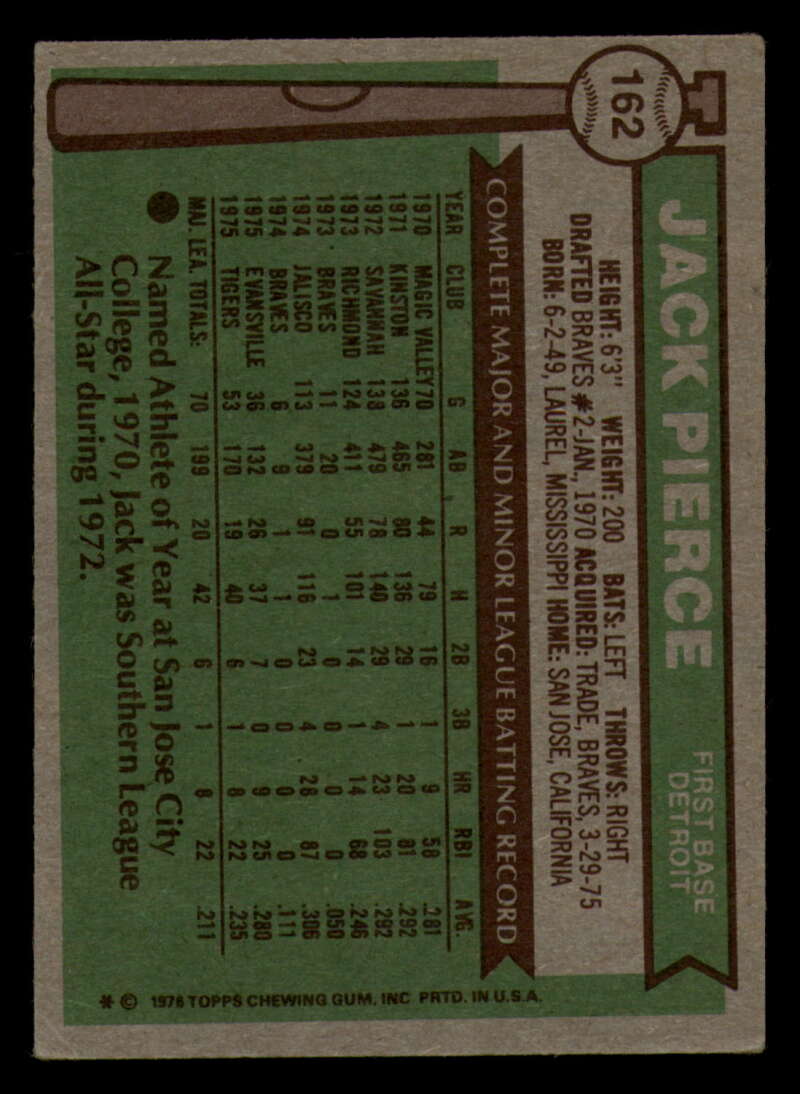 162
JACK PIERCE
FIRST BASE
DETROIT
HEIGHT: 6'3" WEIGHT: 200 BATS: LEFT THROWS: RIGHT
DRAFTED BRAVES #2-JAN., 1970 ACQUIRED: TRADE, BRAVES, 3-29-75
BORN: 6-2-49, LAUREL, MISSISSIPPI HOME: SAN JOSE, CALIFORNIA
COMPLETE MAJOR AND MINOR LEAGUE BATTING RECORD
YEAR CLUB G AB R H 2B 3B HR RBI AVG.
1970 MAGIC VALLEY 70 281 44 79 16 1 9 58 .281
1971 KINSTON 136 465 80 136 29 1 20 81 .292
1972 SAVANNAH 138 479 78 140 29 4 23 103 .292
1973 RICHMOND 124 411 55 101 14 1 14 68 .246
1973 BRAVES 11 20 0 1 0 0 0 0 .050
1974 JALISCO 113 379 91 116 23 4 28 87 .306
1974 BRAVES 6 9 1 1 0 0 0 0 .111
1975 EVANSVILLE 36 132 26 37 7 0 9 25 .280
1975 TIGERS 53 170 19 40 6 1 8 22 .235
MAJ. LEA. TOTALS: 70 199 20 42 6 1 8 22 .211
Named Athlete of Year at San Jose City
College, 1970, Jack was Southern League
All-Star during 1972.
* © 1976 TOPPS CHEWING GUM, INC PRTD. IN U.S.A.